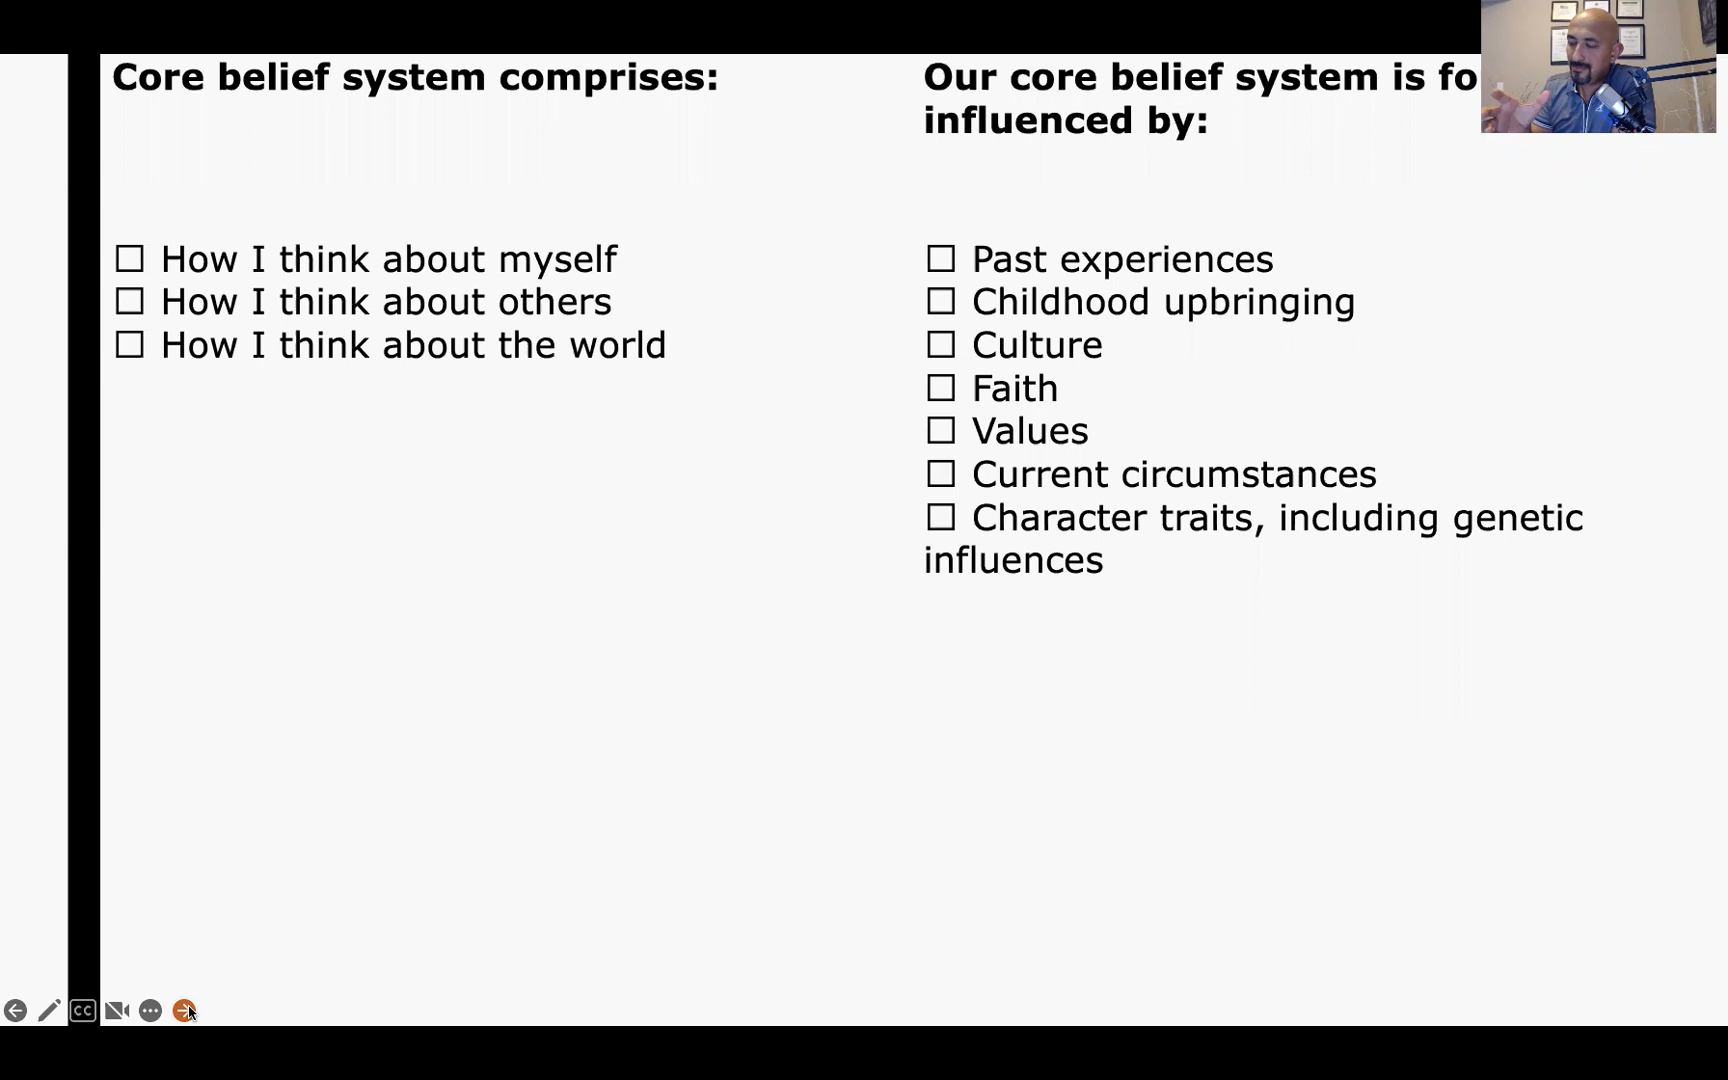 Core belief system comprises:
☐ How I think about myself
☐ How I think about others
☐ How I think about the world
Our core belief system is
influenced by:
☐ Past experiences
☐ Childhood upbringing
☐ Culture
☐ Faith
☐ Values
☐ Current circumstances
☐ Character traits, including genetic
influences
CC